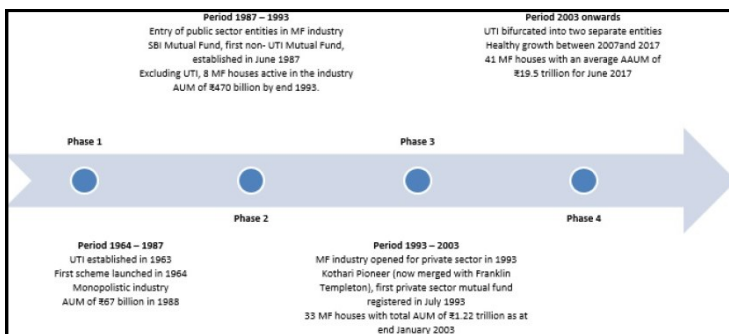 Period 1987 – 1993
Entry of public sector entities in MF industry
SBI Mutual Fund, first non- UTI Mutual Fund,
established in June 1987
Excluding UTI, 8 MF houses active in the industry
AUM of ₹470 billion by end 1993.
Period 2003 onwards
UTI bifurcated into two separate entities
Healthy growth between 2007and 2017
41 MF houses with an average AAUM of
₹19.5 trillion for June 2017
Phase 1
Phase 3
Phase 2
Phase 4
Period 1964 – 1987
UTI established in 1963
First scheme launched in 1964
Monopolistic industry
AUM of ₹67 billion in 1988
Period 1993 – 2003
MF industry opened for private sector in 1993
Kothari Pioneer (now merged with Franklin
Templeton), first private sector mutual fund
registered in July 1993
33 MF houses with total AUM of ₹1.22 trillion as at
end January 2003